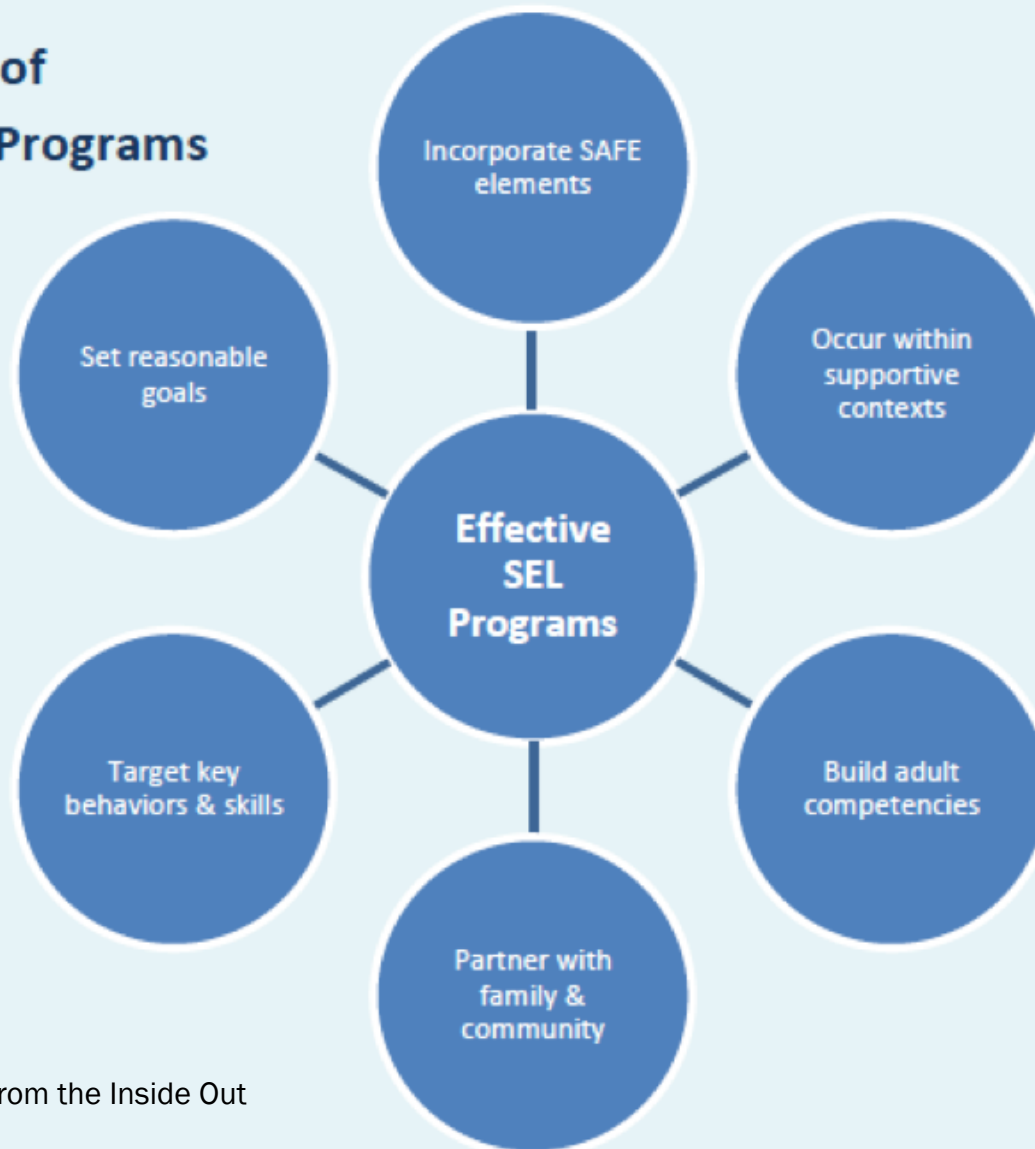 of
Programs
Incorporate SAFE
elements
Set reasonable
goals
Occur within
supportive
contexts
Effective
SEL
Programs
Target key
behaviors & skills
Build adult
competencies
Partner with
family &
community
rom the Inside Out